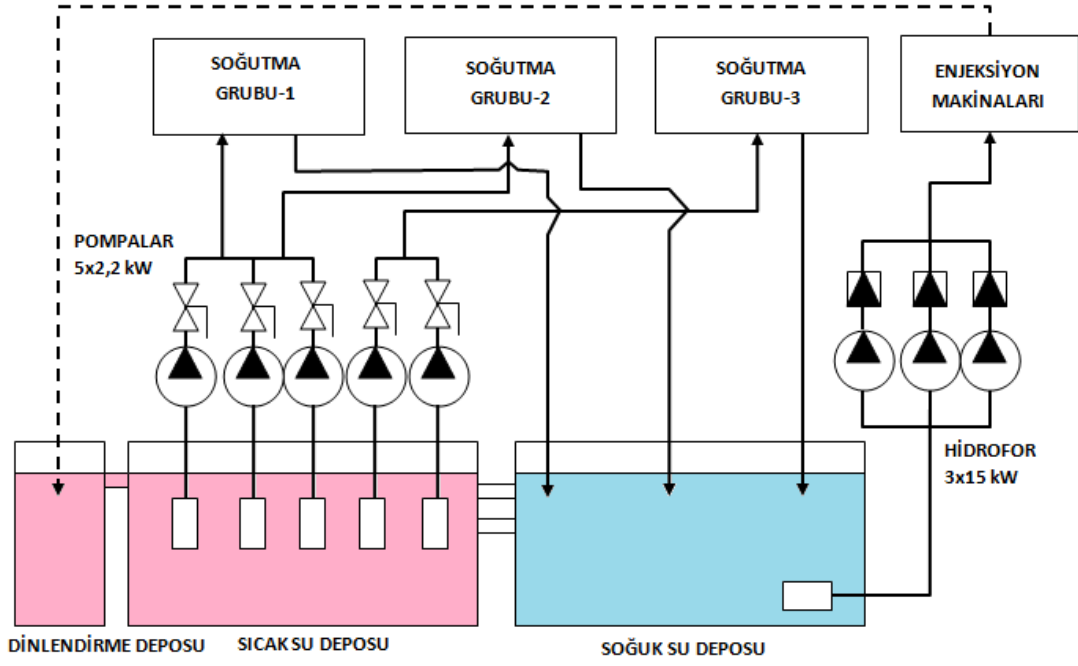 SOĞUTMA
GRUBU-1
SOĞUTMA
GRUBU-2
SOĞUTMA
GRUBU-3
ENJEKSİYON
MAKİNALARI
POMPALAR
5x2,2 kW
HİDROFOR
3x15 kW
DİNLENDİRME DEPOSU
SICAK SU DEPOSU
SOĞUK SU DEPOSU